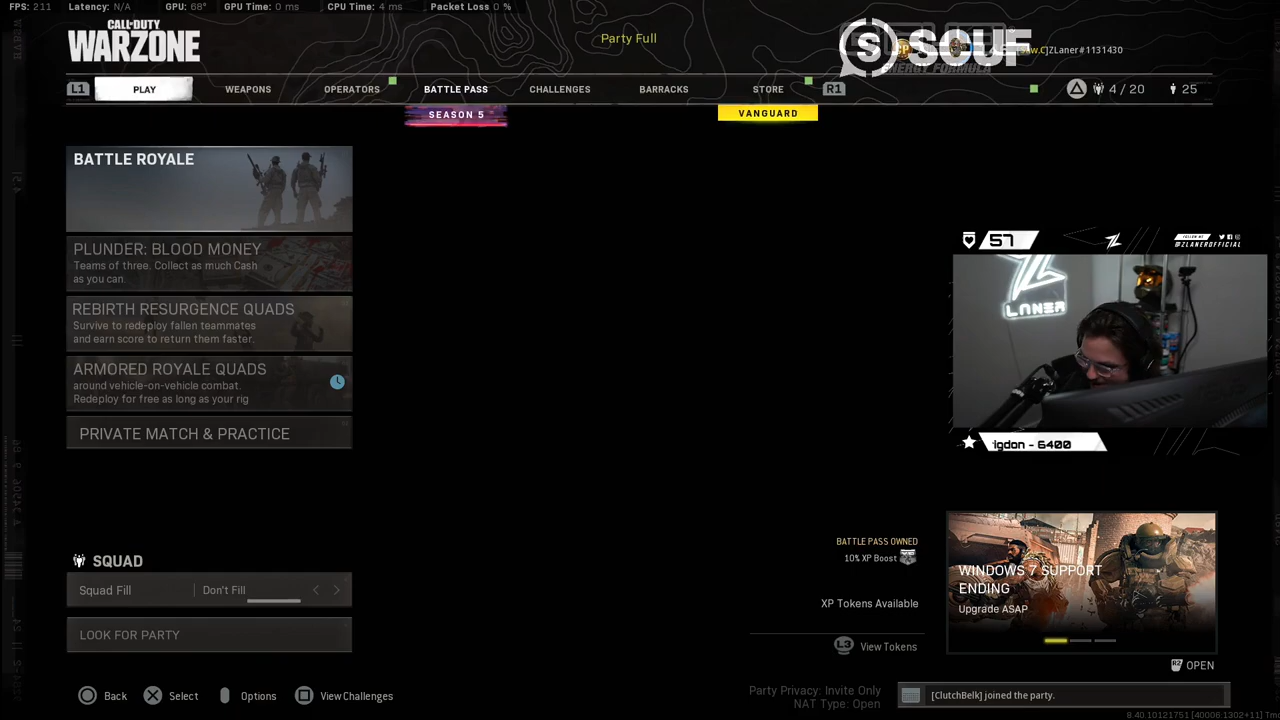 FPS: 211 Latency: N/A GPU: 68° GPU Time: 0 ms CPU Time: 4 ms Packet Loss 0 %
CALL OF DUTY
WARZONE
Party Full
S SOUF
ENERGY FORMULA
ZLaner#1131430
L1 PLAY WEAPONS OPERATORS BATTLE PASS CHALLENGES BARRACKS STORE R1 4 / 20 25
SEASON 5 VANGUARD
BATTLE ROYALE
PLUNDER: BLOOD MONEY
Teams of three. Collect as much Cash
as you can.
REBIRTH RESURGENCE QUADS
Survive to redeploy fallen teammates
and earn score to return them faster.
ARMORED ROYALE QUADS
around vehicle-on-vehicle combat.
Redeploy for free as long as your rig
PRIVATE MATCH & PRACTICE
57
FOLLOW ME
@ZLANEROFFICIAL
LANER
igdon - 6400
SQUAD
Squad Fill Don't Fill
LOOK FOR PARTY
BATTLE PASS OWNED
10% XP Boost
XP Tokens Available
L3 View Tokens
WINDOWS 7 SUPPORT
ENDING
Upgrade ASAP
R2 OPEN
Back Select Options View Challenges
Party Privacy: Invite Only
NAT Type: Open
[ClutchBelk] joined the party.